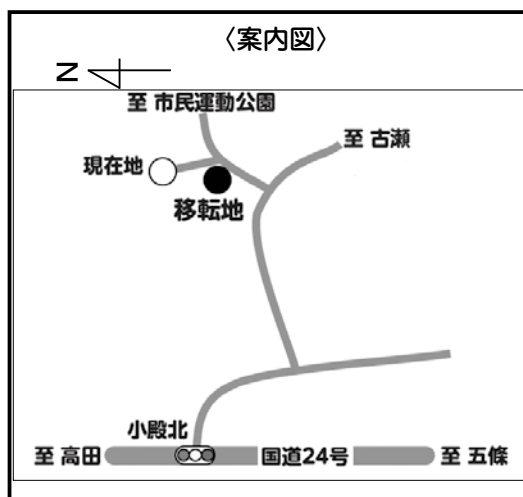 〈案内図〉
N
至 市民運動公園
至 古瀬
現在地
移転地
小殿北
至 高田
国道24号
至 五條